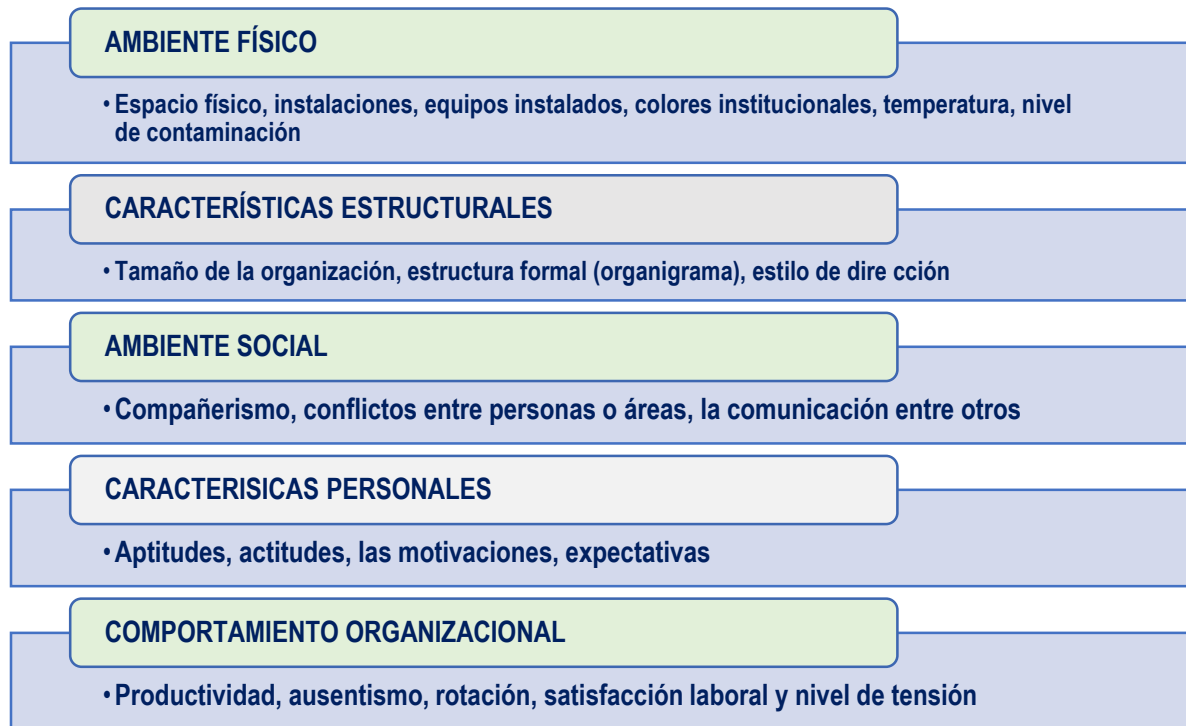 AMBIENTE FÍSICO
• Espacio físico, instalaciones, equipos instalados, colores institucionales, temperatura, nivel
de contaminación
CARACTERÍSTICAS ESTRUCTURALES
• Tamaño de la organización, estructura formal (organigrama), estilo de dire cción
AMBIENTE SOCIAL
• Compañerismo, conflictos entre personas o áreas, la comunicación entre otros
CARACTERISICAS PERSONALES
• Aptitudes, actitudes, las motivaciones, expectativas
COMPORTAMIENTO ORGANIZACIONAL
• Productividad, ausentismo, rotación, satisfacción laboral y nivel de tensión